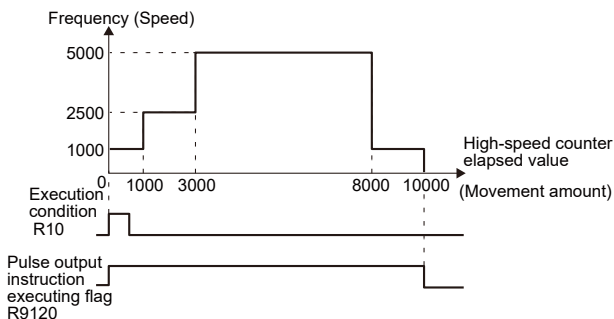 Frequency (Speed)
5000
2500
1000
0
1000
3000
8000
10000
High-speed counter
elapsed value
(Movement amount)
Execution
condition
R10
Pulse output
instruction
executing flag
R9120